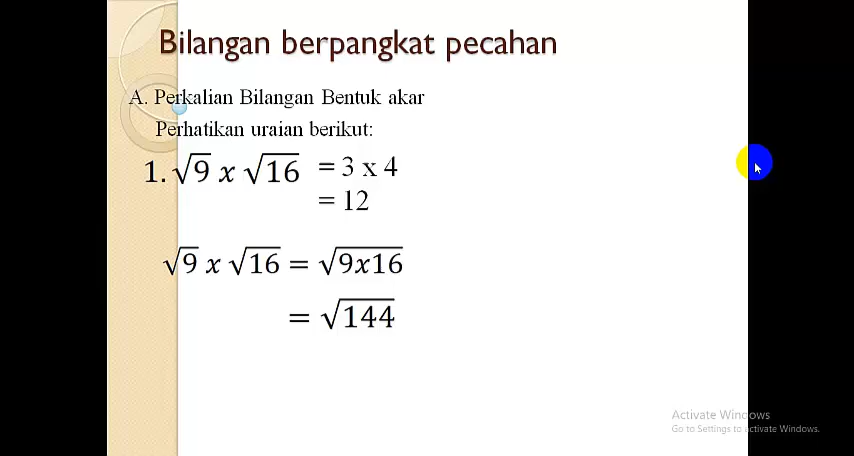 Bilangan berpangkat pecahan
A. Perkalian Bilangan Bentuk akar
Perhatikan uraian berikut:
1. √9 x √16 = 3 x 4
= 12
√9 x √16 = √9x16
= √144
Activate Windows
Go to Settings to activate Windows.